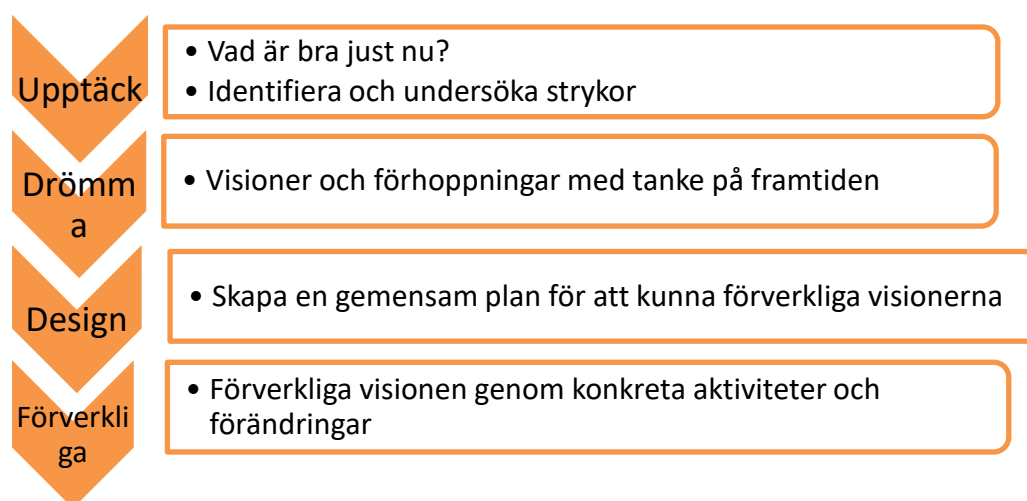 Upptäck
• Vad är bra just nu?
• Identifiera och undersöka strykor
Drömm
a
• Visioner och förhoppningar med tanke på framtiden
Design
• Skapa en gemensam plan för att kunna förverkliga visionerna
Förverkli
ga
• Förverkliga visionen genom konkreta aktiviteter och
förändringar